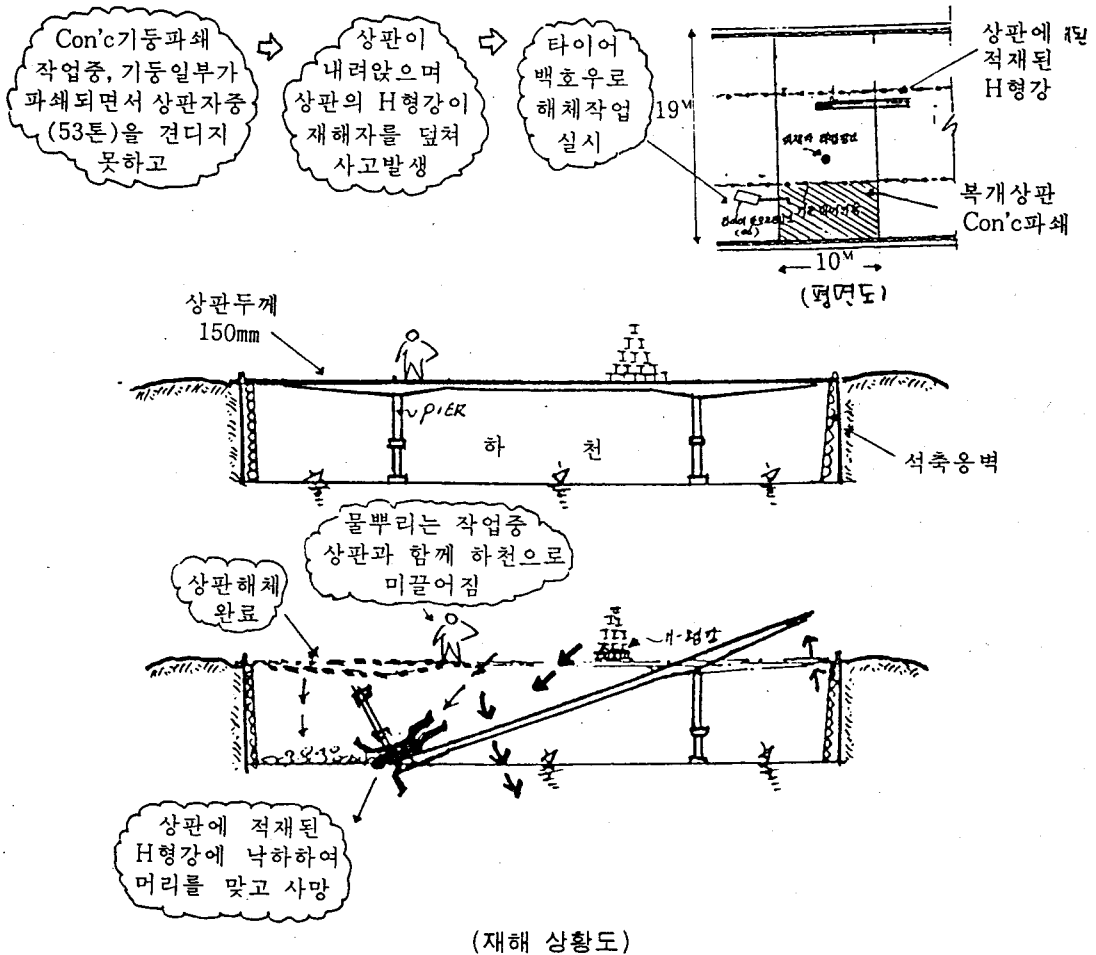 Con'c기둥파쇄
작업중, 기둥일부가
파쇄되면서 상판자중
(53톤)을 견디지
못하고
상판이
내려앉으며
상판의 H형강이
재해자를 덮쳐
사고발생
타이어
백호우로
해체작업
실시
19M
상판에
적재된
H형강
복개상판
Con'c파쇄
10M
(평면도)
상판두께
150mm
PIER
하 천
석축옹벽
물뿌리는 작업중
상판과 함께 하천으로
미끌어짐
상판해체
완료
H-형강
상판에 적재된
H형강에 낙하하여
머리를 맞고 사망
(재해 상황도)